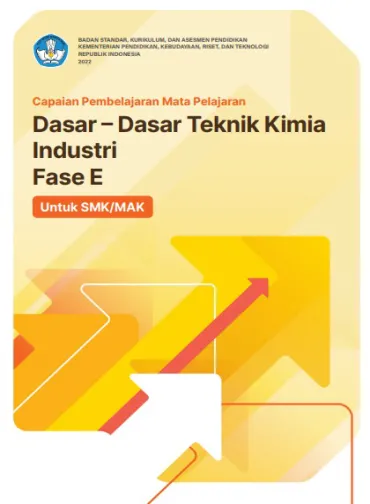 BADAN STANDAR, KURIKULUM, DAN ASESMEN PENDIDIKAN
KEMENTERIAN PENDIDIKAN, KEBUDAYAAN, RISET, DAN TEKNOLOGI
REPUBLIK INDONESIA
2022
Capaian Pembelajaran Mata Pelajaran
Dasar – Dasar Teknik Kimia
Industri
Fase E
Untuk SMK/MAK